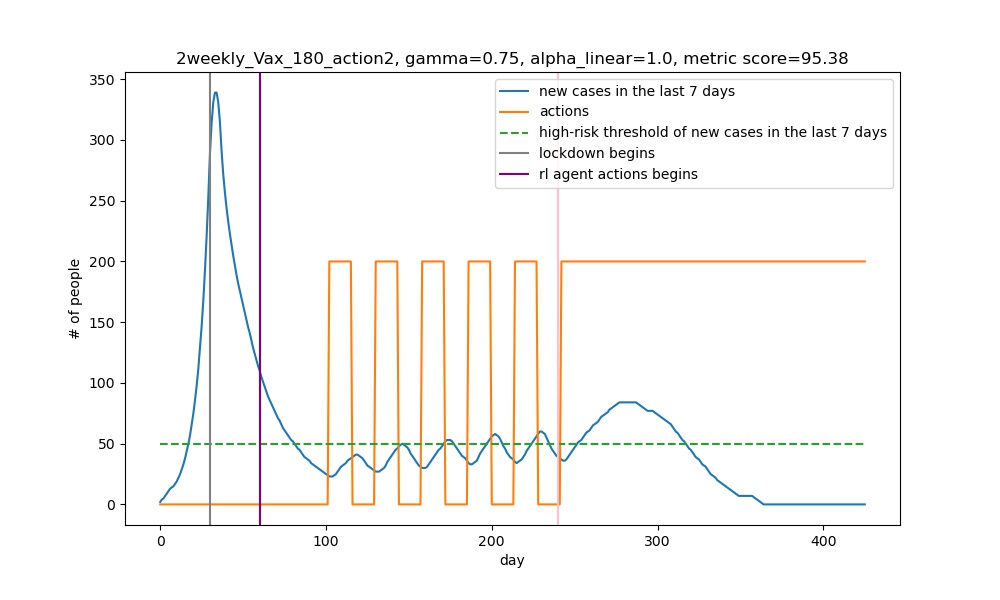 2weekly_Vax_180_action2, gamma=0.75, alpha_linear=1.0, metric score=95.38
new cases in the last 7 days
actions
high-risk threshold of new cases in the last 7 days
lockdown begins
rl agent actions begins
# of people
350
300
250
200
150
100
50
0
0 100 200 300 400
day